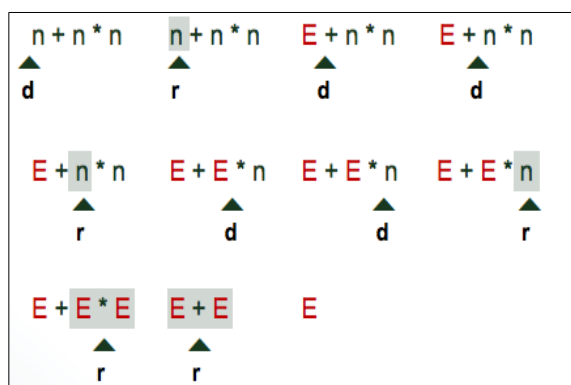 n + n * n n + n * n E + n * n E + n * n
d r d d
E + n * n E + E * n E + E * n E + E * n
r d d r
E + E * E E + E E
r r